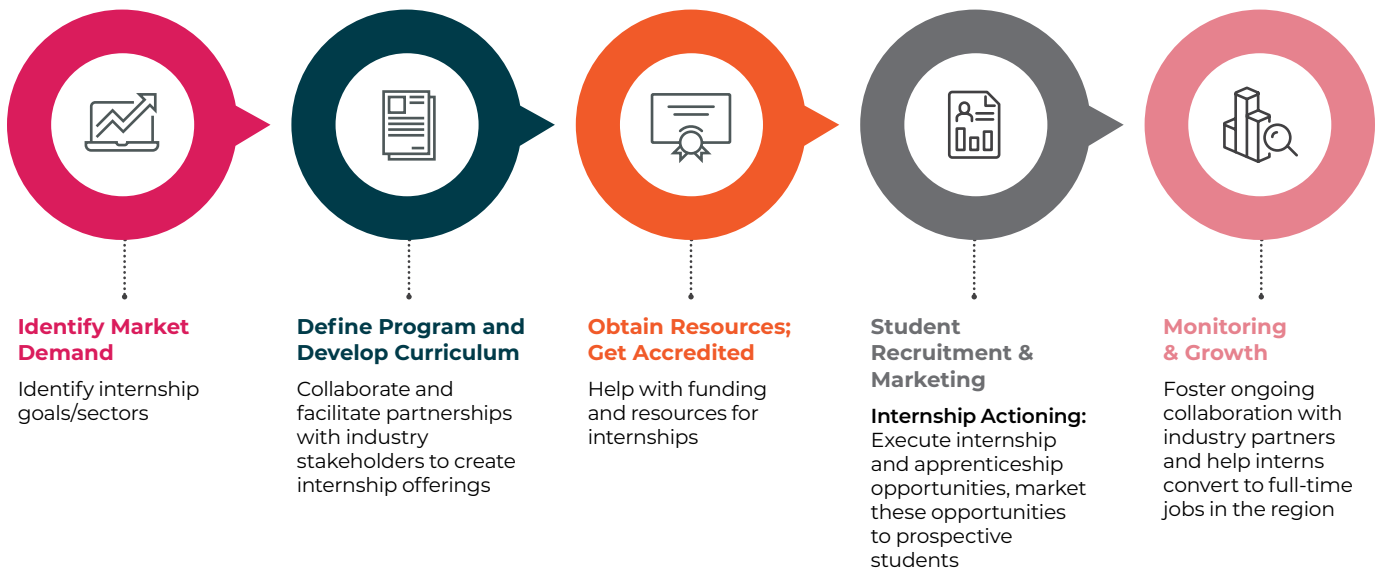 Identify Market
Demand
Identify internship
goals/sectors
Define Program and
Develop Curriculum
Collaborate and
facilitate partnerships
with industry
stakeholders to create
internship offerings
Obtain Resources;
Get Accredited
Help with funding
and resources for
internships
Student
Recruitment &
Marketing
Internship Actioning:
Execute internship
and apprenticeship
opportunities, market
these opportunities
to prospective
students
Monitoring
& Growth
Foster ongoing
collaboration with
industry partners
and help interns
convert to full-time
jobs in the region